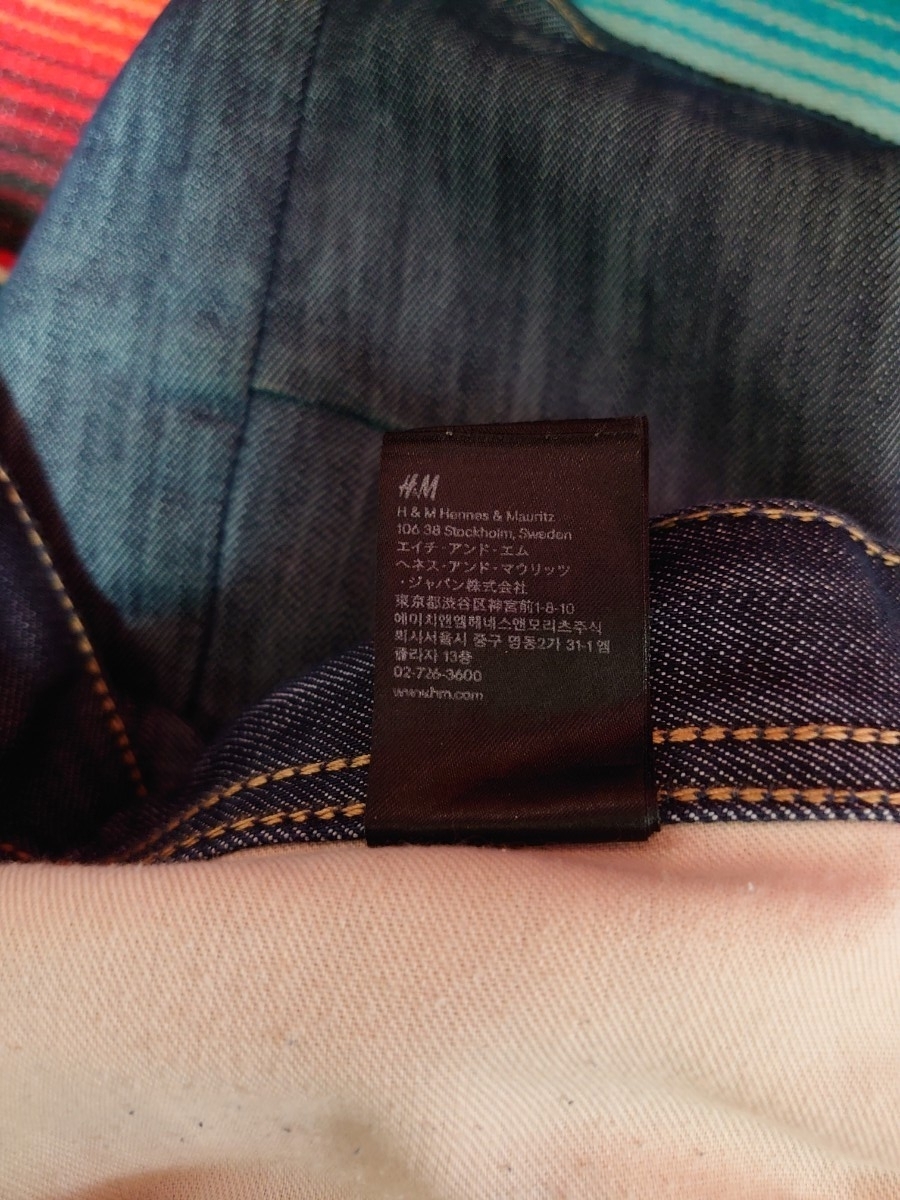 H&M
H & M Hennes & Mauritz
106 38 Stockholm, Sweden
エイチ・アンド・エム
ヘネス・アンド・マウリッツ
・ジャパン株式会社
東京都渋谷区神宮前1-8-10
에이치앤엠헤네스앤모리츠주식
회사서울시 중구 명동2가 31-1 엠
플라자 13층
02-726-3600
www.hm.com